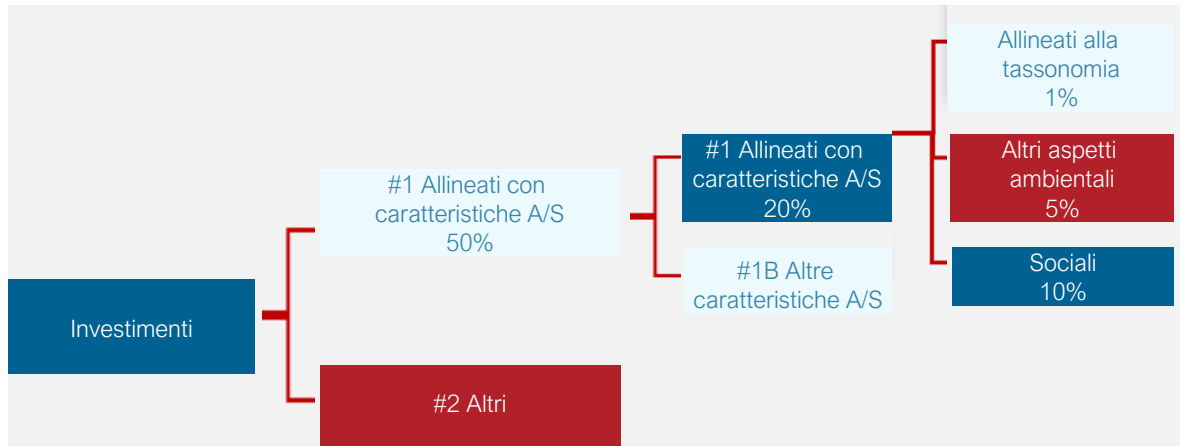 Investimenti
#1 Allineati con
caratteristiche A/S
50%
#2 Altri
#1 Allineati con
caratteristiche A/S
20%
#1B Altre
caratteristiche A/S
Allineati alla
tassonomia
1%
Altri aspetti
ambientali
5%
Sociali
10%